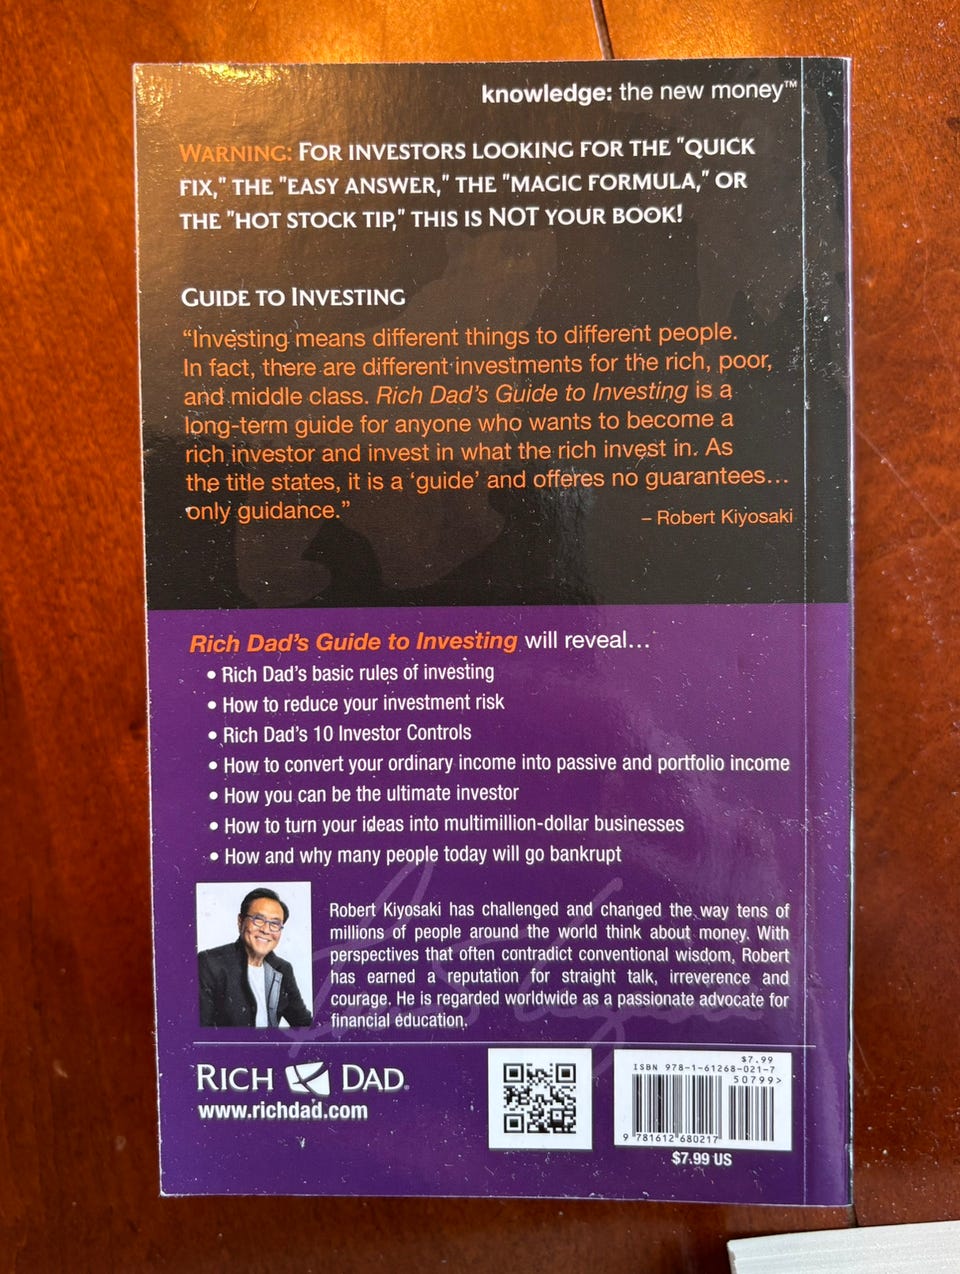 knowledge: the new money™
WARNING: FOR INVESTORS LOOKING FOR THE "QUICK
FIX," THE "EASY ANSWER," THE "MAGIC FORMULA," OR
THE "HOT STOCK TIP," THIS IS NOT YOUR BOOK!
GUIDE TO INVESTING
“Investing means different things to different people.
In fact, there are different investments for the rich, poor,
and middle class. Rich Dad’s Guide to Investing is a
long-term guide for anyone who wants to become a
rich investor and invest in what the rich invest in. As
the title states, it is a ‘guide’ and offeres no guarantees…
only guidance.”
– Robert Kiyosaki
Rich Dad’s Guide to Investing will reveal…
• Rich Dad’s basic rules of investing
• How to reduce your investment risk
• Rich Dad’s 10 Investor Controls
• How to convert your ordinary income into passive and portfolio income
• How you can be the ultimate investor
• How to turn your ideas into multimillion-dollar businesses
• How and why many people today will go bankrupt
Robert Kiyosaki has challenged and changed the way tens of
millions of people around the world think about money. With
perspectives that often contradict conventional wisdom, Robert
has earned a reputation for straight talk, irreverence and
courage. He is regarded worldwide as a passionate advocate for
financial education.
RICH DAD®
www.richdad.com
$7.99
ISBN 978-1-61268-021-7
50799>
9 781612 680217
$7.99 US